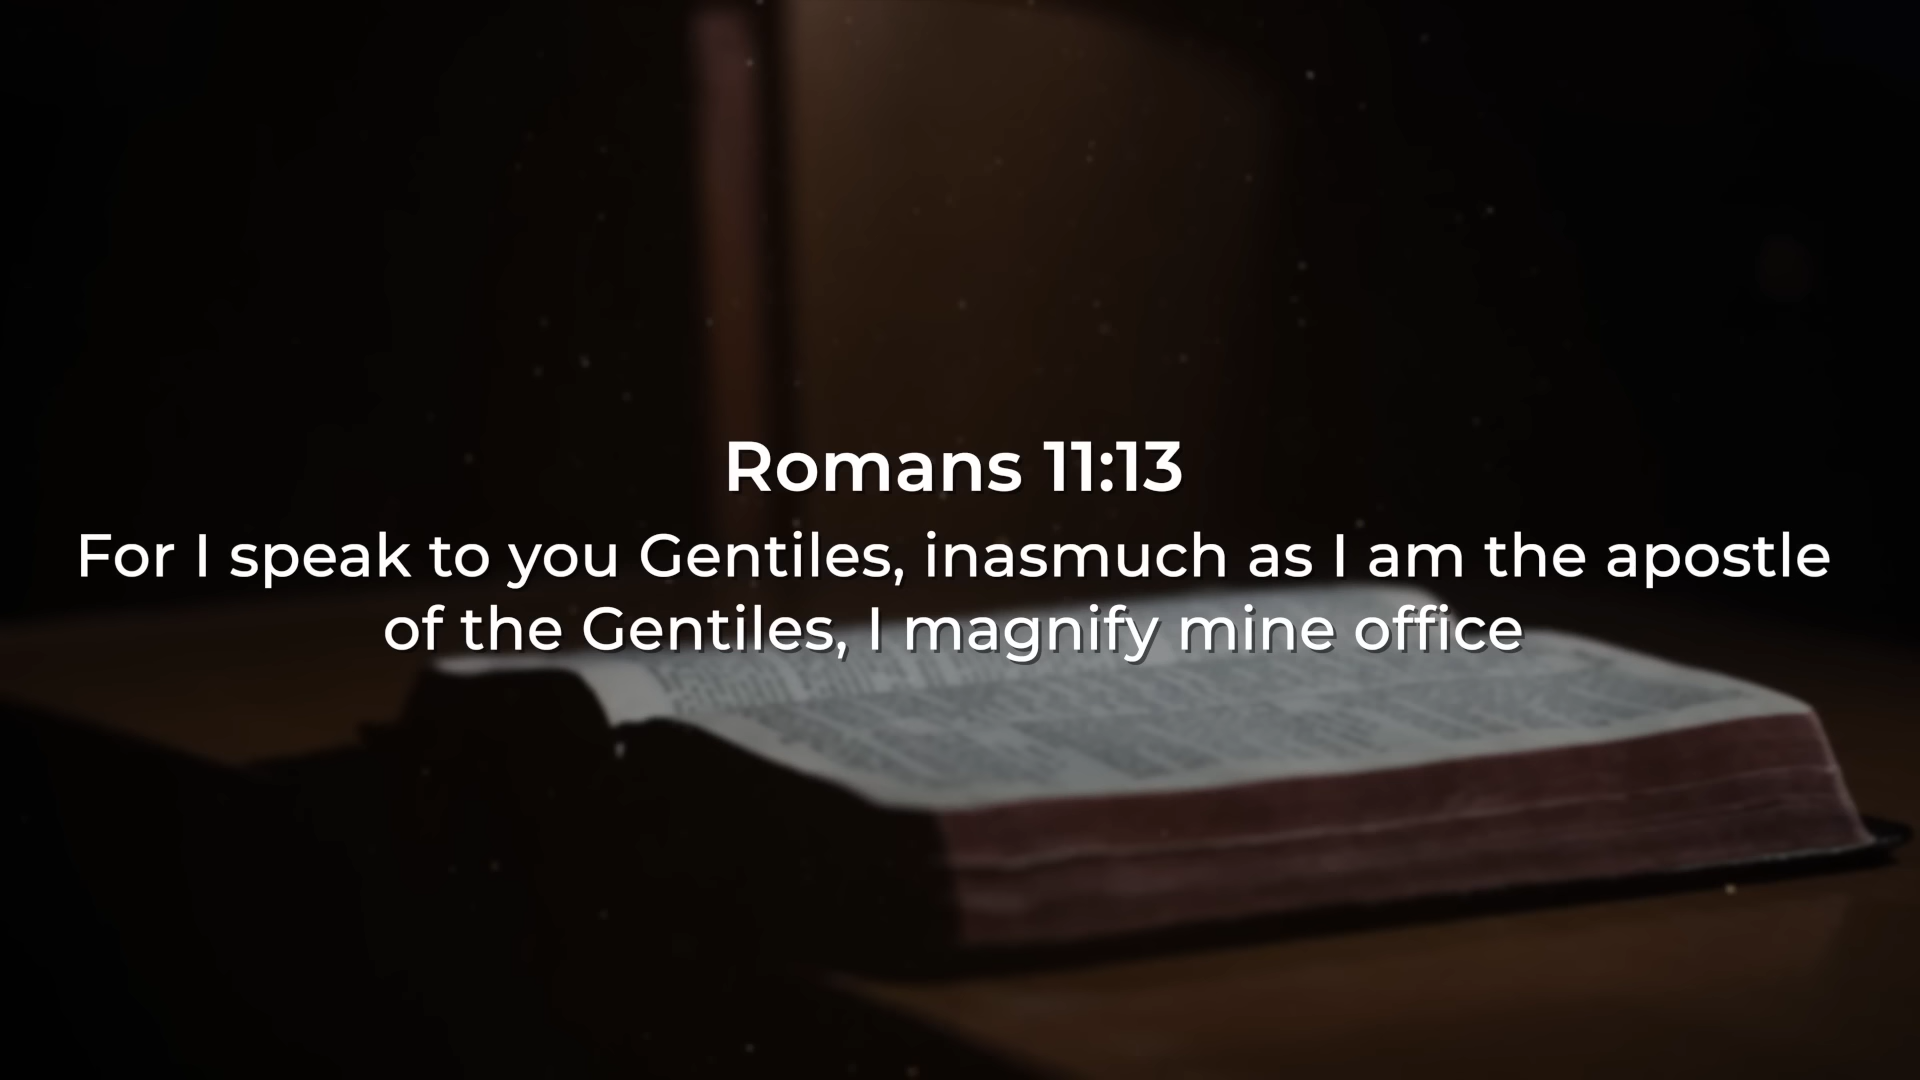 Romans 11:13
For I speak to you Gentiles, inasmuch as I am the apostle
of the Gentiles, I magnify mine office